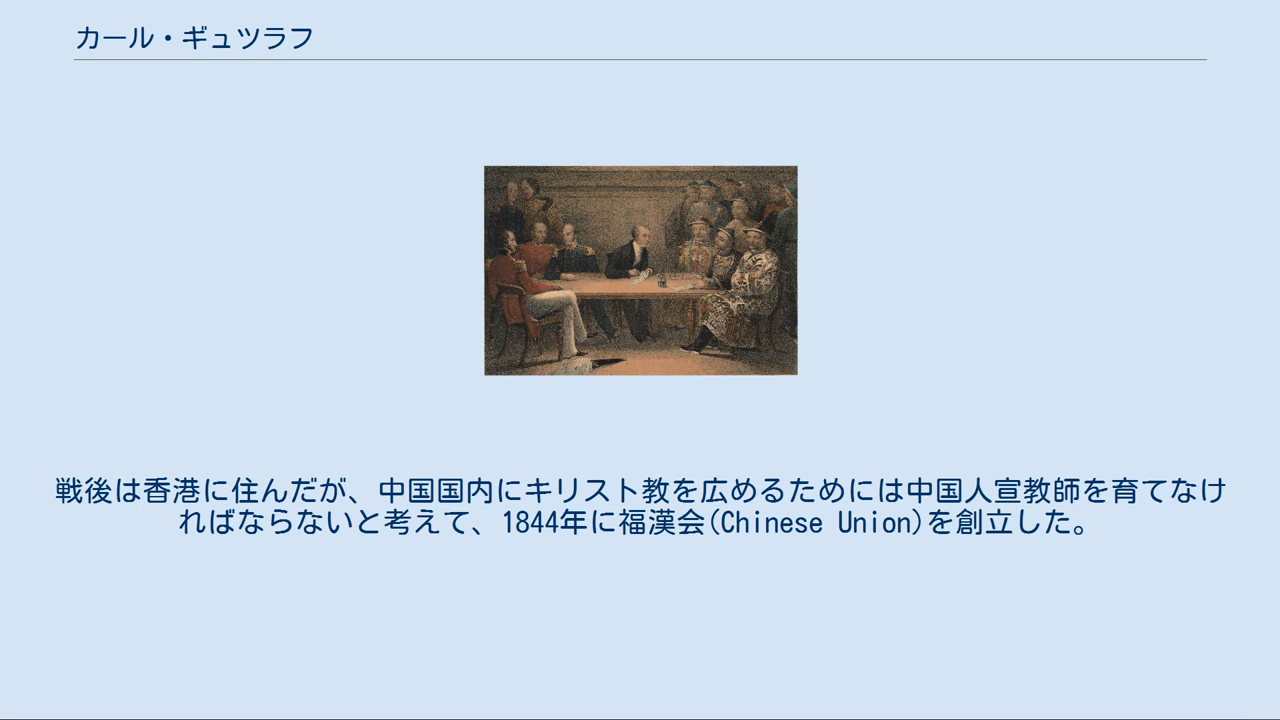 カール・ギュツラフ
戦後は香港に住んだが、中国国内にキリスト教を広めるためには中国人宣教師を育てなけ
ればならないと考えて、1844年に福漢会(Chinese Union)を創立した。